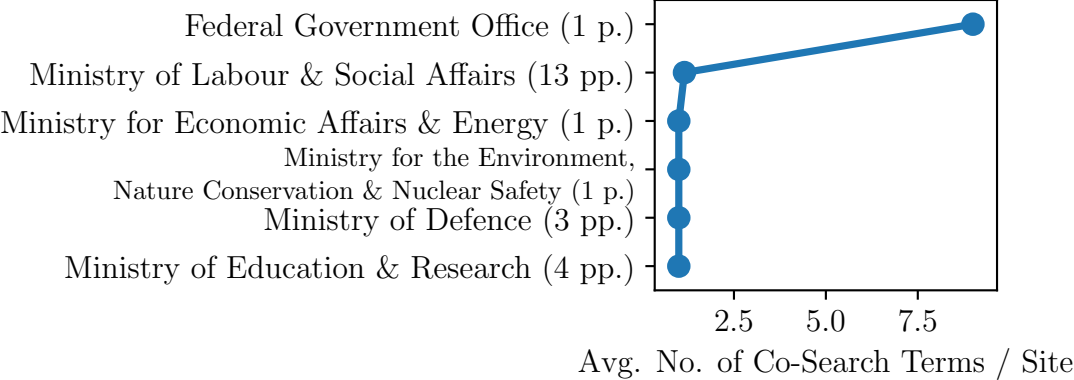 Federal Government Office (1 p.)
Ministry of Labour & Social Affairs (13 pp.)
Ministry for Economic Affairs & Energy (1 p.)
Ministry for the Environment,
Nature Conservation & Nuclear Safety (1 p.)
Ministry of Defence (3 pp.)
Ministry of Education & Research (4 pp.)
2.5 5.0 7.5
Avg. No. of Co-Search Terms / Site